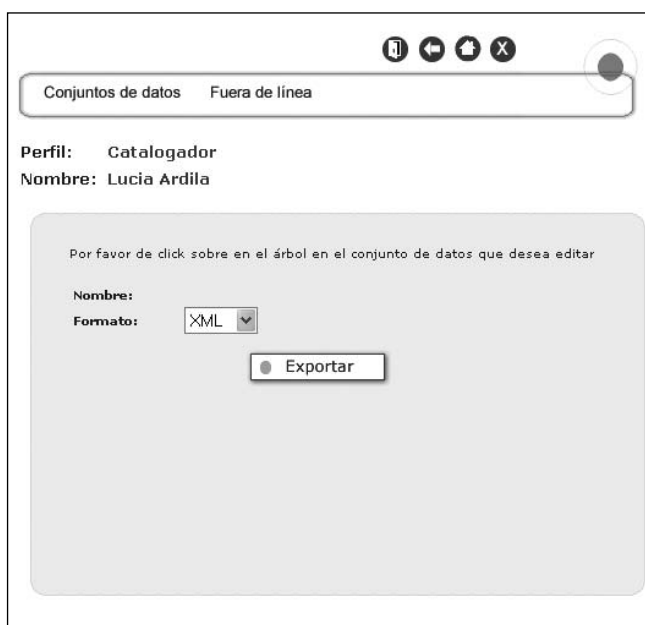 X
Conjuntos de datos Fuera de línea
Perfil: Catalogador
Nombre: Lucia Ardila
Por favor de click sobre en el árbol en el conjunto de datos que desea editar
Nombre:
Formato: XML
Exportar